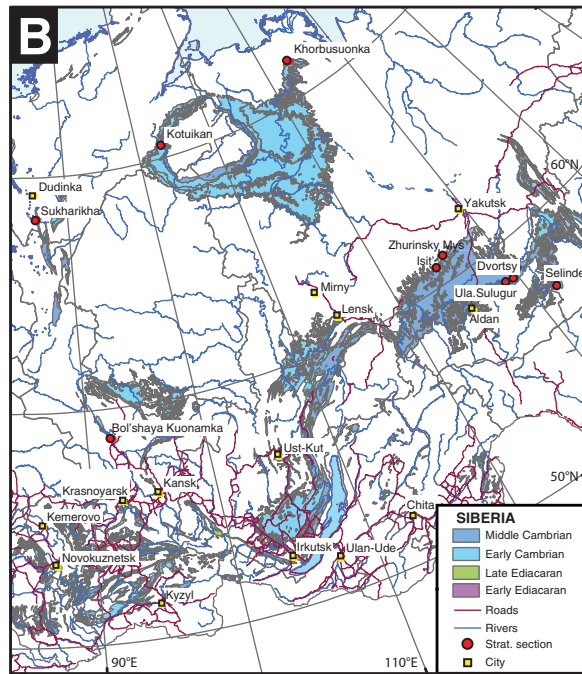 B
Khorbusuonka
Kotuikan
60°N
Dudinka
Sukharikha
Yakutsk
Zhurinsky Mys
Isit'
Dvortsy
Selinde
Mirny
Ula.Sulugur
Lensk
Aldan
Bol'shaya Kuonamka
Ust-Kut
50°N
Kansk
Krasnoyarsk
Chita
Kemerovo
Irkutsk
Ulan-Ude
Novokuznetsk
Kyzyl
90°E
110°E
SIBERIA
Middle Cambrian
Early Cambrian
Late Ediacaran
Early Ediacaran
Roads
Rivers
Strat. section
City